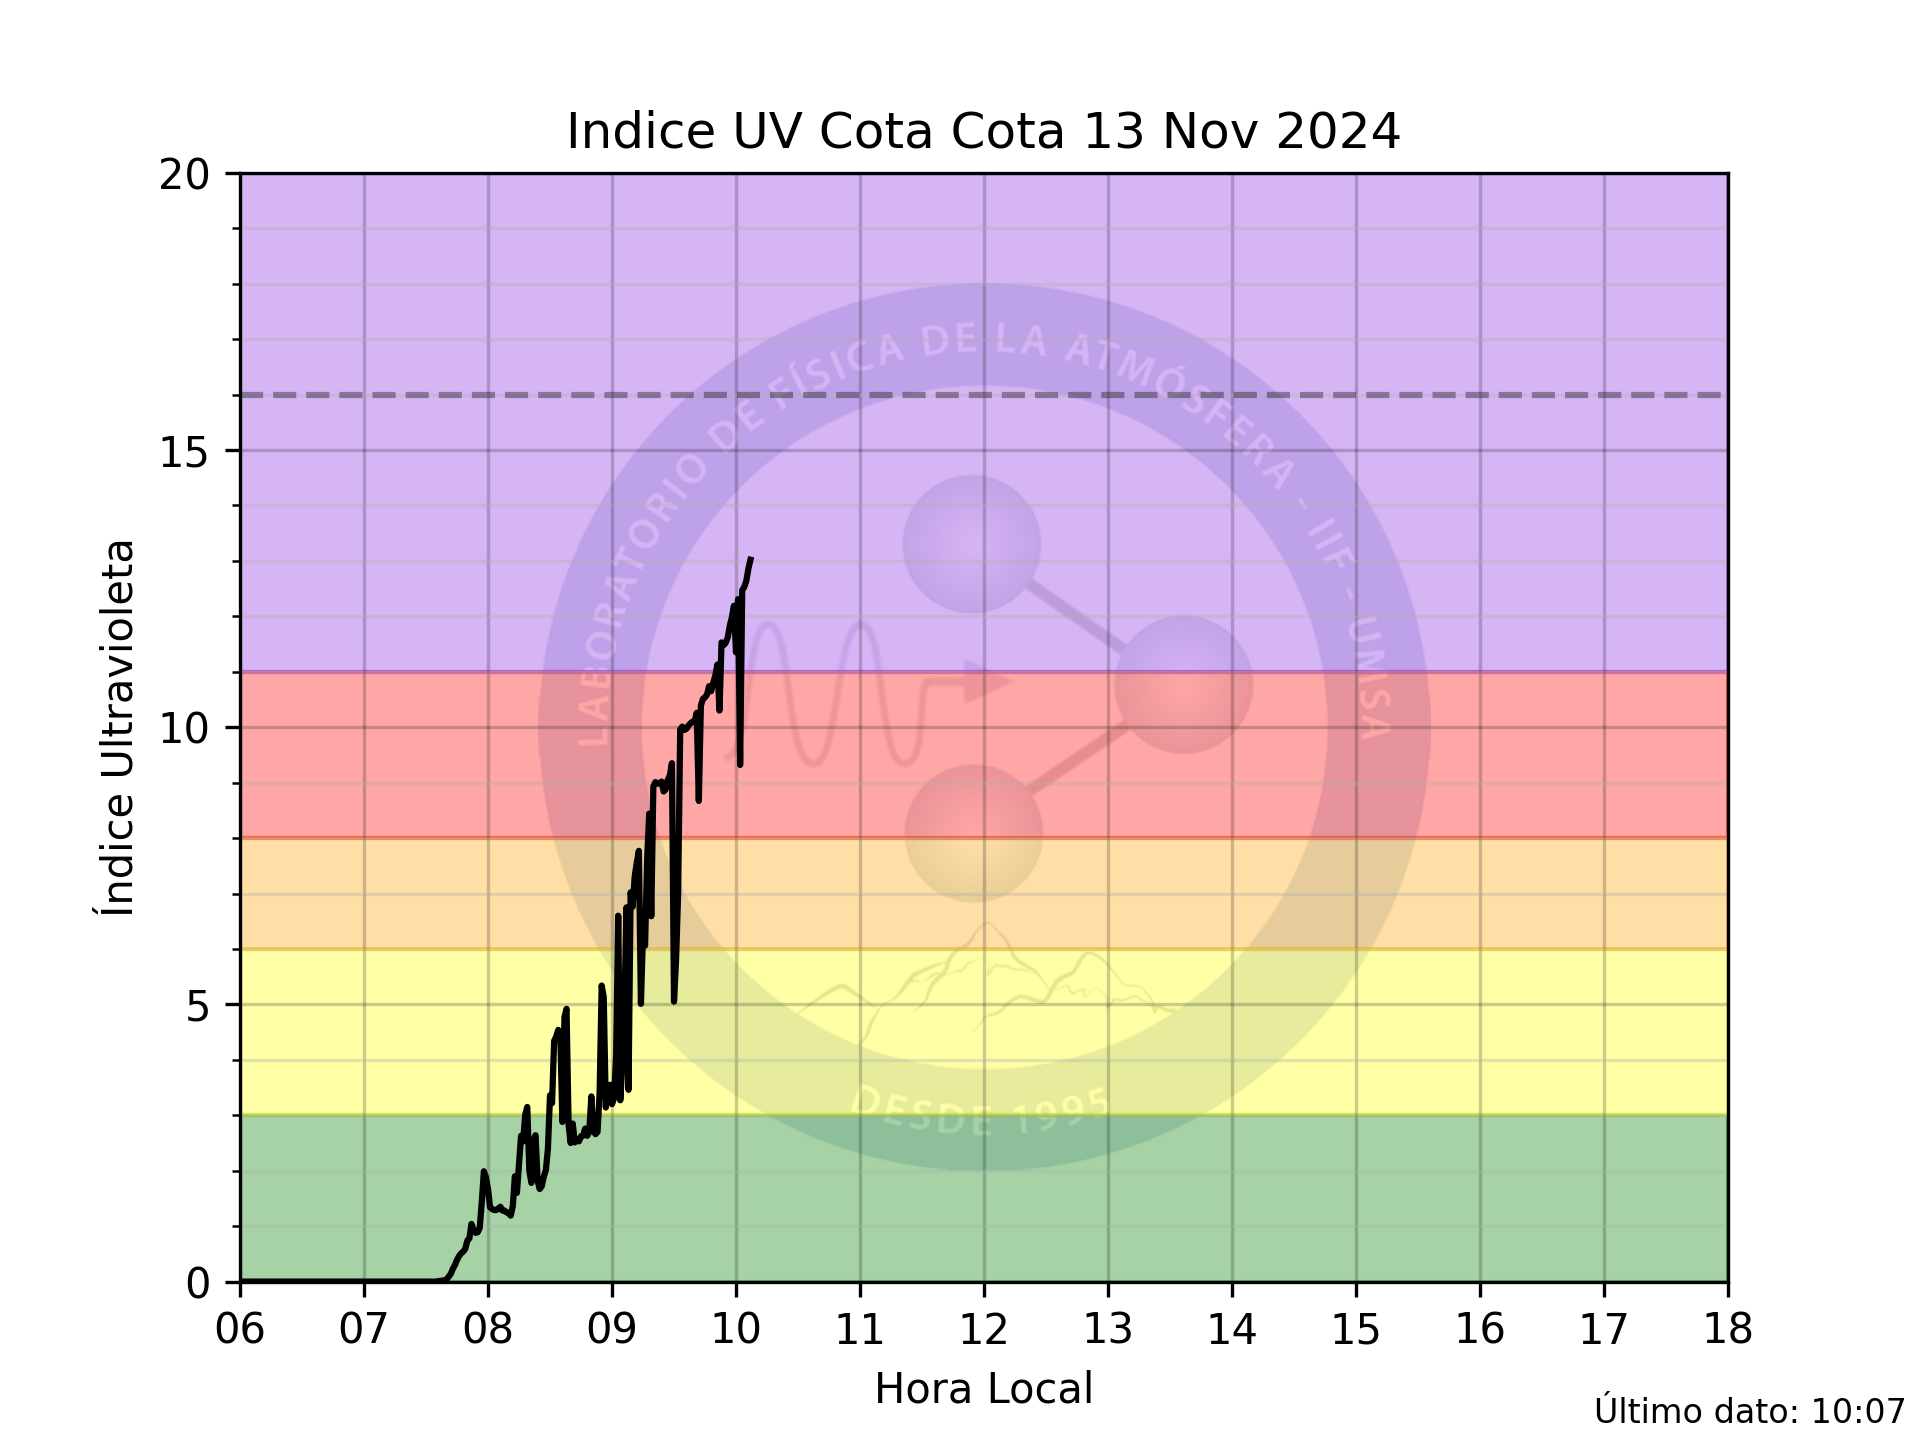 Indice UV Cota Cota 13 Nov 2024
20
15
10
5
0
Índice Ultravioleta
LABORATORIO DE FÍSICA DE LA ATMÓSFERA - IIF - UMSA
DESDE 1995
06 07 08 09 10 11 12 13 14 15 16 17 18
Hora Local
Último dato: 10:07